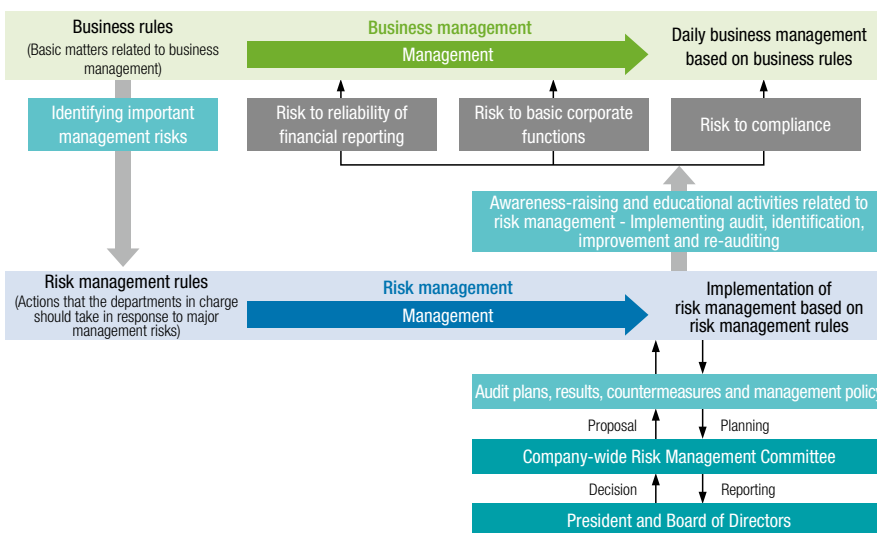 Business rules
(Basic matters related to business
management)
Business management
Management
Daily business management
based on business rules
Identifying important
management risks
Risk to reliability of
financial reporting
Risk to basic corporate
functions
Risk to compliance
Awareness-raising and educational activities related to
risk management - Implementing audit, identification,
improvement and re-auditing
Risk management rules
(Actions that the departments in charge
should take in response to major
management risks)
Risk management
Management
Implementation of
risk management based on
risk management rules
Audit plans, results, countermeasures and management policy
Proposal
Planning
Company-wide Risk Management Committee
Decision
Reporting
President and Board of Directors